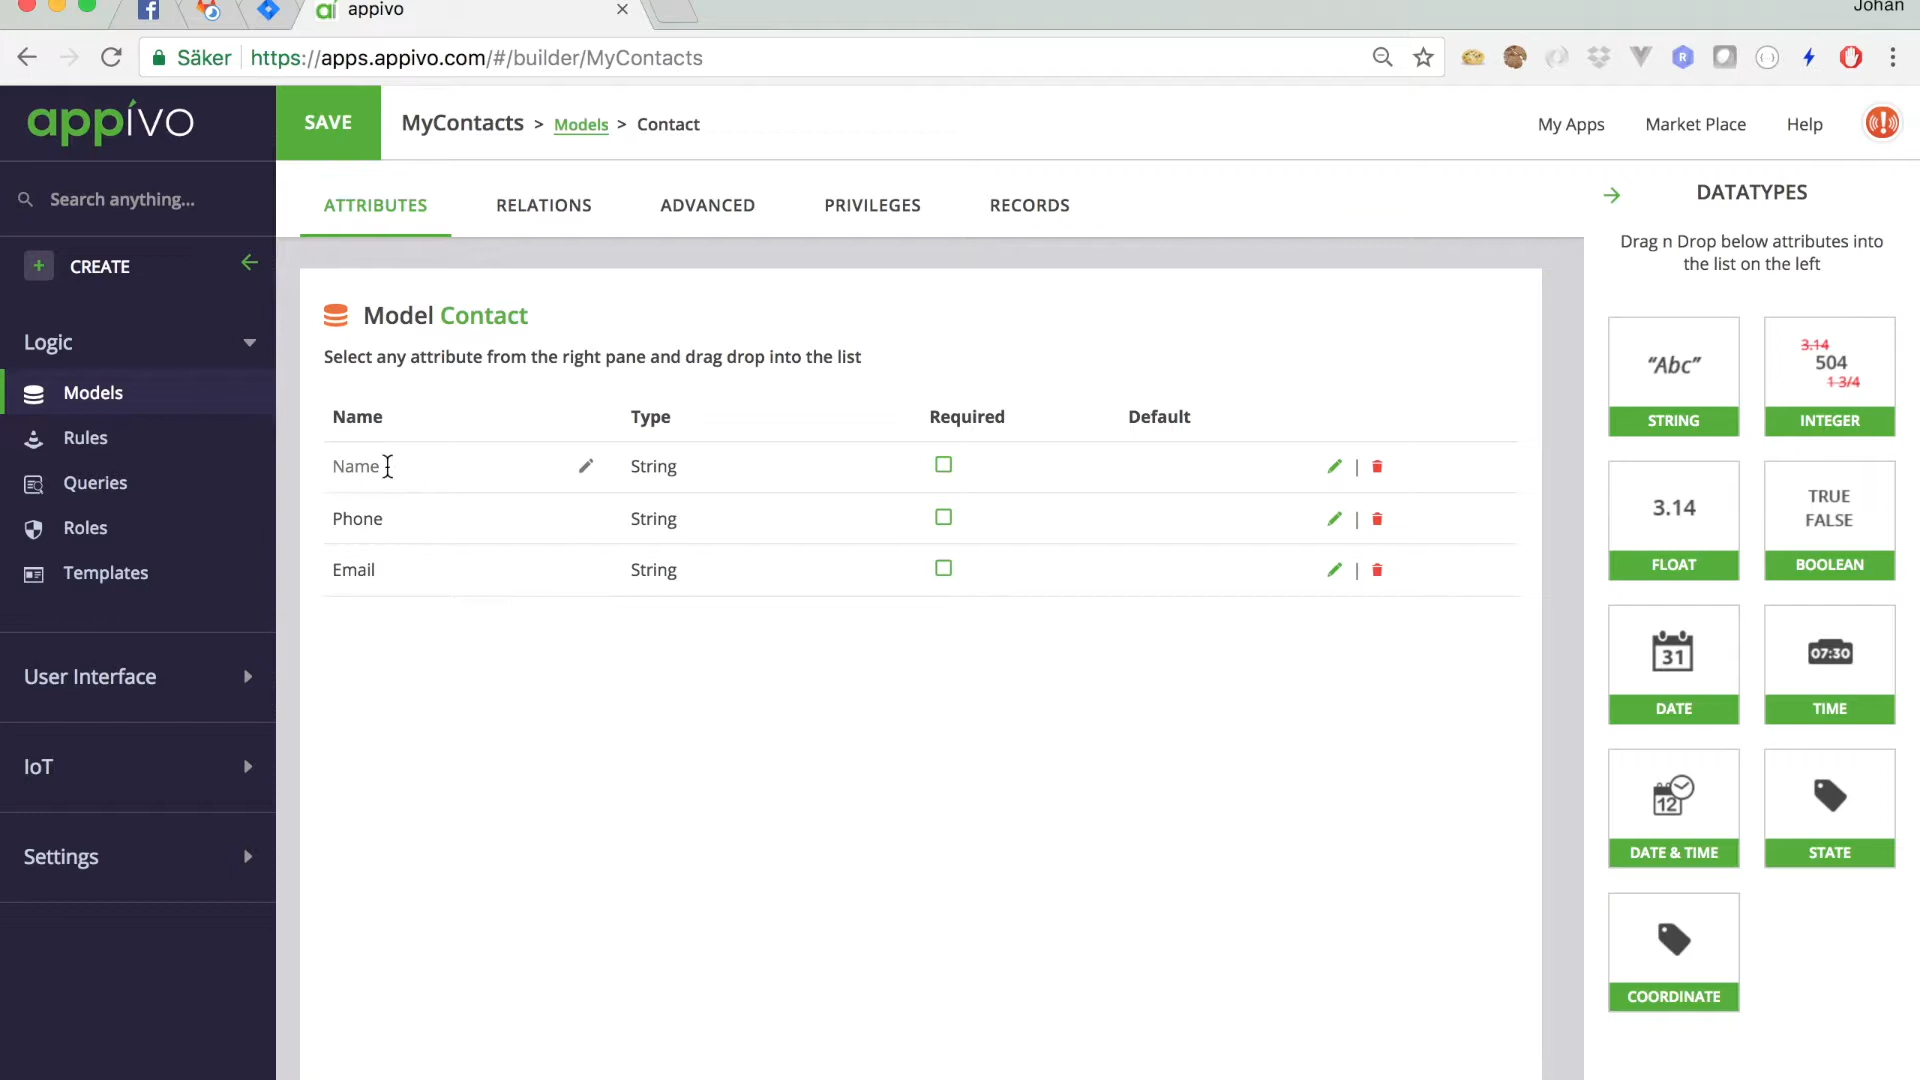 Johan
appivo
Säker
https://apps.appivo.com/#/builder/MyContacts
appivo
SAVE
MyContacts > Models > Contact
My Apps
Market Place
Help
Search anything...
CREATE
Logic
Models
Rules
Queries
Roles
Templates
User Interface
IoT
Settings
ATTRIBUTES
RELATIONS
ADVANCED
PRIVILEGES
RECORDS
Model Contact
Select any attribute from the right pane and drag drop into the list
Name Type Required Default
Name String |
Phone String |
Email String |
DATATYPES
Drag n Drop below attributes into
the list on the left
“Abc”
STRING
3.14
504
1 3/4
INTEGER
3.14
FLOAT
TRUE
FALSE
BOOLEAN
31
DATE
07:30
TIME
12
DATE & TIME
STATE
COORDINATE